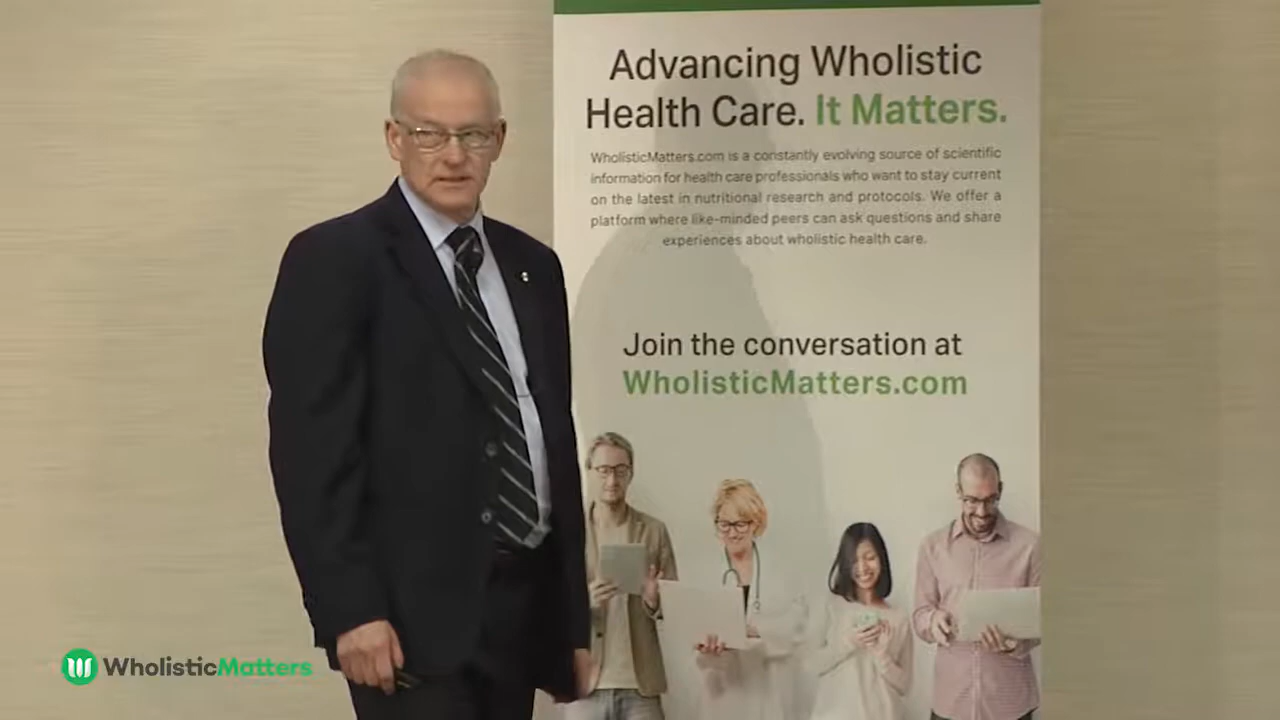 Advancing Wholistic
Health Care. It Matters.
WholisticMatters.com is a constantly evolving source of scientific
information for health care professionals who want to stay current
on the latest in nutritional research and protocols. We offer a
platform where like-minded peers can ask questions and share
experiences about wholistic health care.
Join the conversation at
WholisticMatters.com
WholisticMatters